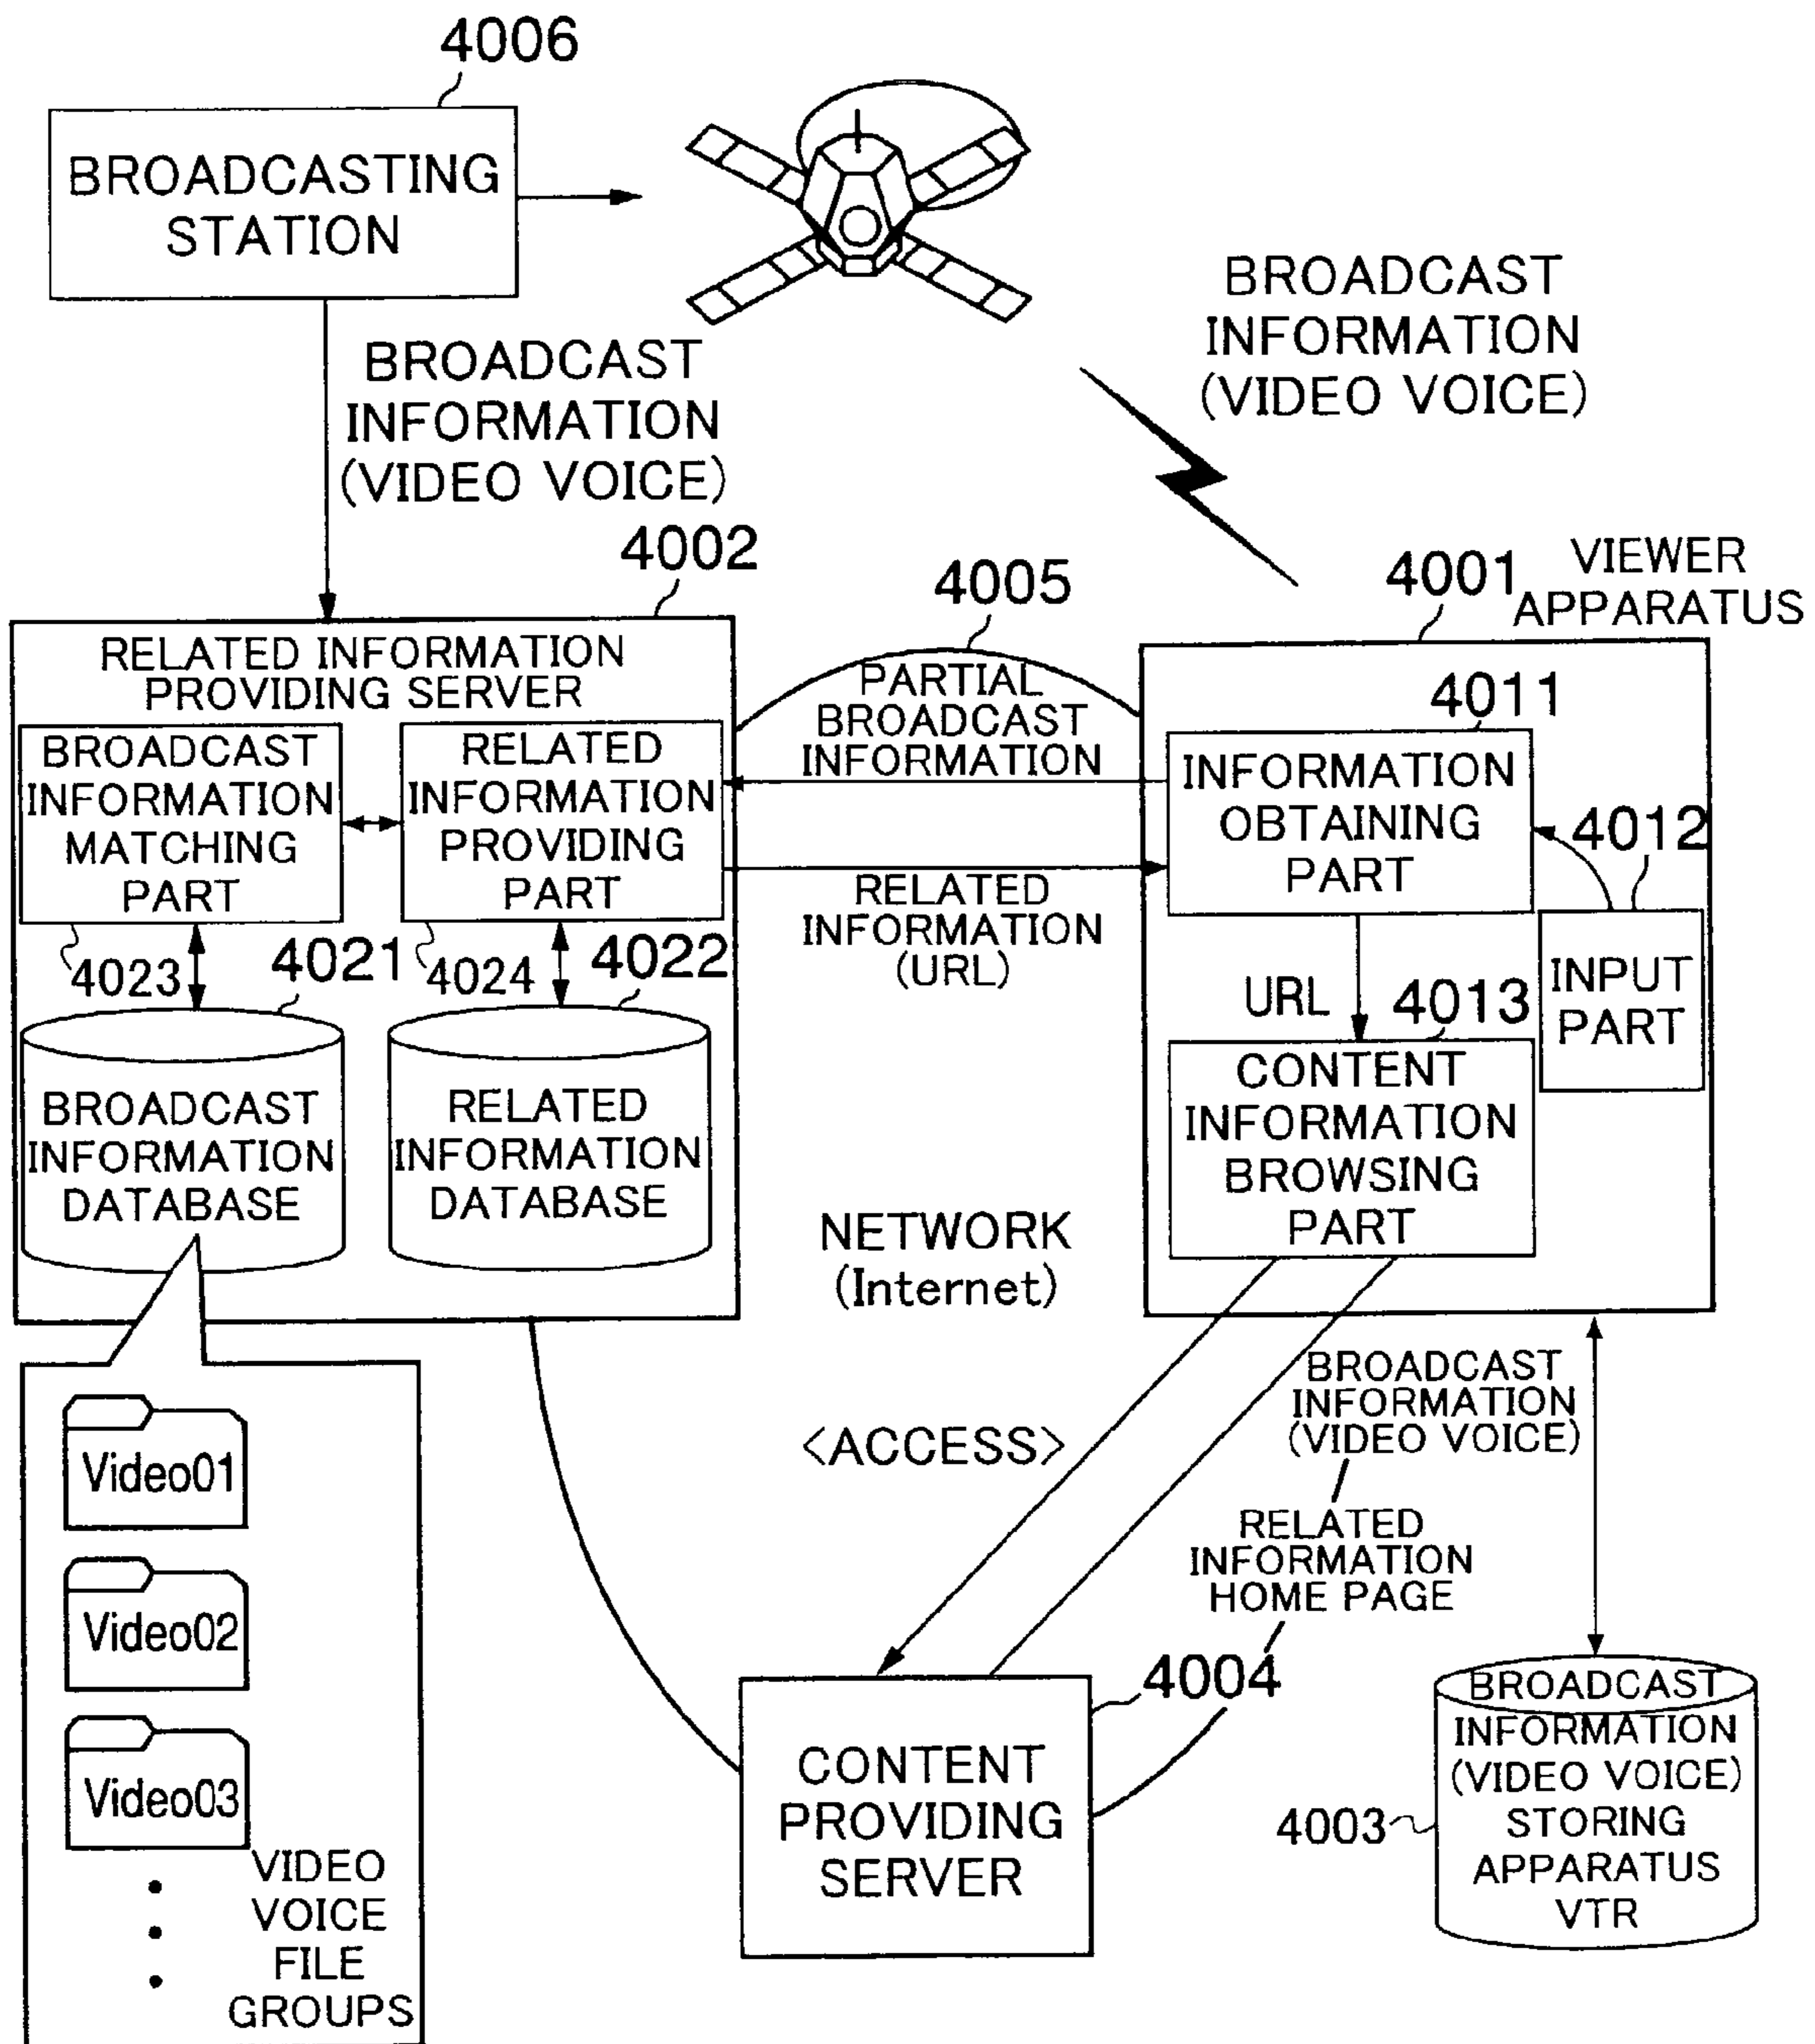 4006
BROADCASTING
STATION
BROADCAST
INFORMATION
(VIDEO VOICE)
BROADCAST
INFORMATION
(VIDEO VOICE)
4002
RELATED INFORMATION
PROVIDING SERVER
BROADCAST
INFORMATION
MATCHING
PART
4023
RELATED
INFORMATION
PROVIDING
PART
4024
4021
BROADCAST
INFORMATION
DATABASE
4022
RELATED
INFORMATION
DATABASE
4005
PARTIAL
BROADCAST
INFORMATION
RELATED
INFORMATION
(URL)
4001
VIEWER
APPARATUS
4011
INFORMATION
OBTAINING
PART
4012
INPUT
PART
URL
4013
CONTENT
INFORMATION
BROWSING
PART
NETWORK
(Internet)
Video01
Video02
Video03
VIDEO
VOICE
FILE
GROUPS
<ACCESS>
BROADCAST
INFORMATION
(VIDEO VOICE)
RELATED
INFORMATION
HOME PAGE
4004
CONTENT
PROVIDING
SERVER
4003
BROADCAST
INFORMATION
(VIDEO VOICE)
STORING
APPARATUS
VTR